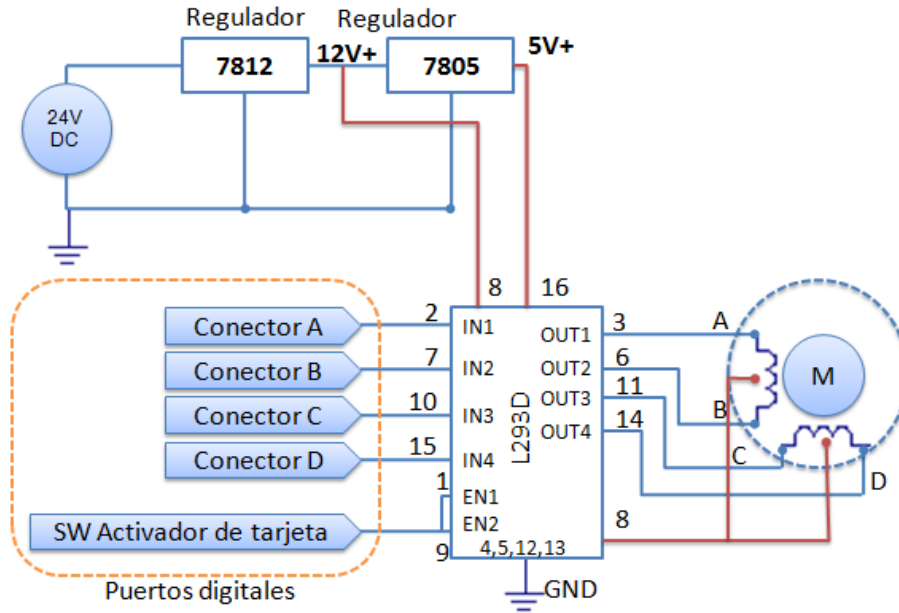 Regulador
Regulador
7812
12V+
7805
5V+
24V
DC
8
16
Conector A
2
IN1
OUT1
3
A
Conector B
7
IN2
OUT2
6
M
Conector C
10
IN3
OUT3
11
B
L293D
OUT4
14
Conector D
15
IN4
C
D
1
EN1
SW Activador de tarjeta
EN2
8
9
4,5,12,13
Puertos digitales
GND